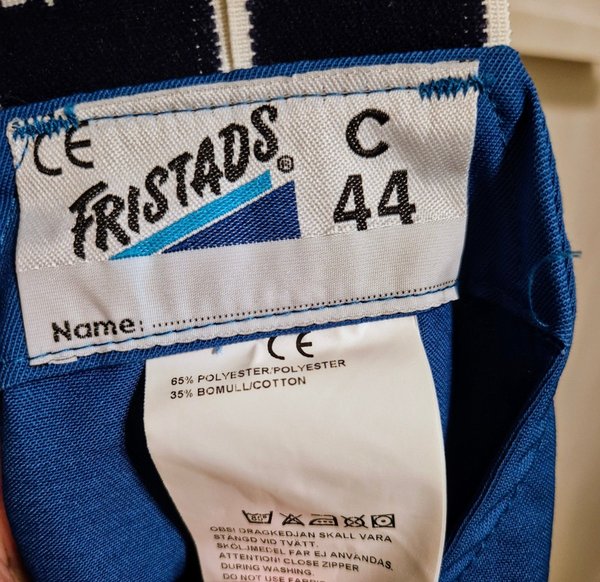 CE
FRISTADS®
C
44
Name:
CE
65% POLYESTER/POLYESTER
35% BOMULL/COTTON
OBS! DRAGKEDJAN SKALL VARA
STÄNGD VID TVÄTT.
SKÖLJMEDEL FÅR EJ ANVÄNDAS.
ATTENTION! CLOSE ZIPPER
DURING WASHING.
DO NOT USE FABRIC